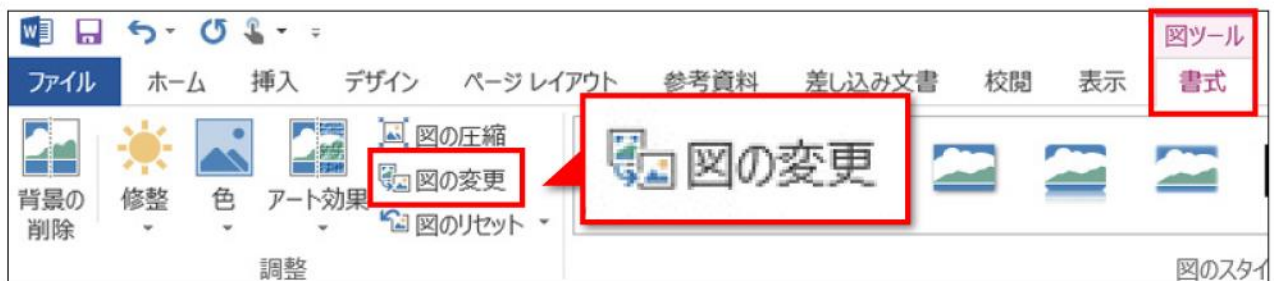 図ツール
ファイル ホーム 挿入 デザイン ページ レイアウト 参考資料 差し込み文書 校閲 表示 書式
図の圧縮
図の変更
図の変更
背景の
削除
修整 色 アート効果
図のリセット
調整
図のスタイ